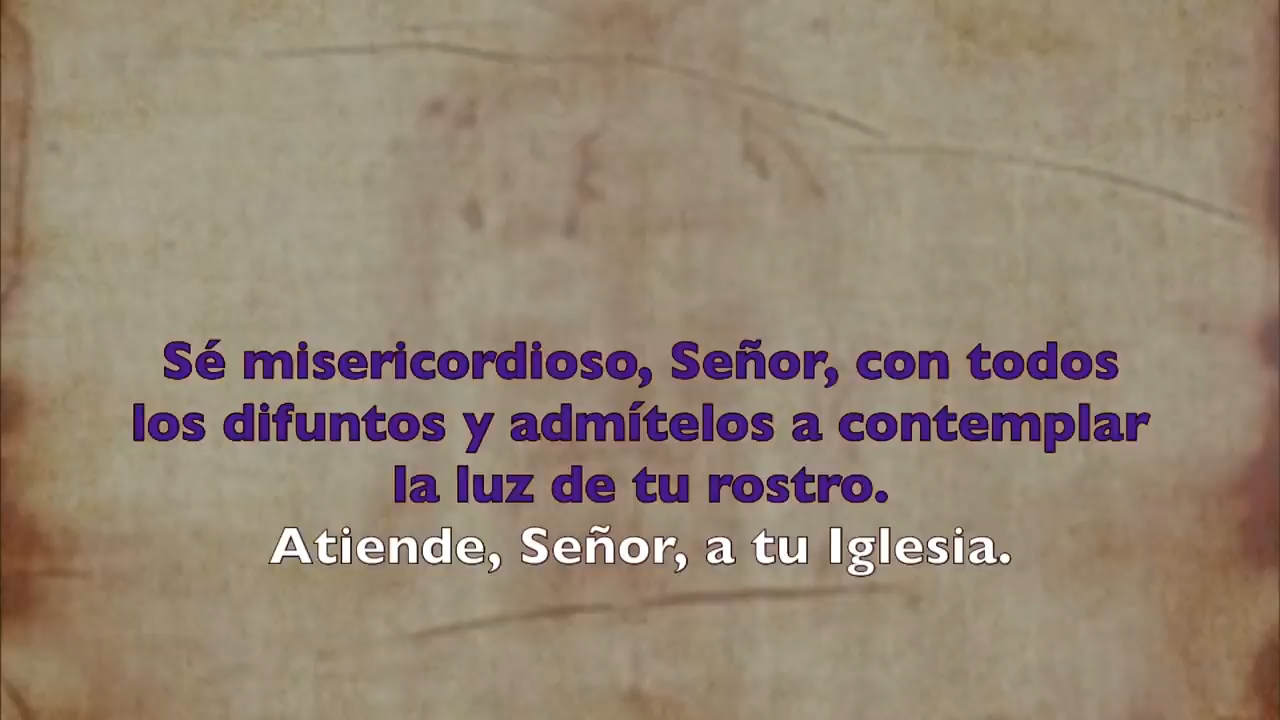 Sé misericordioso, Señor, con todos
los difuntos y admítelos a contemplar
la luz de tu rostro.
Atiende, Señor, a tu Iglesia.